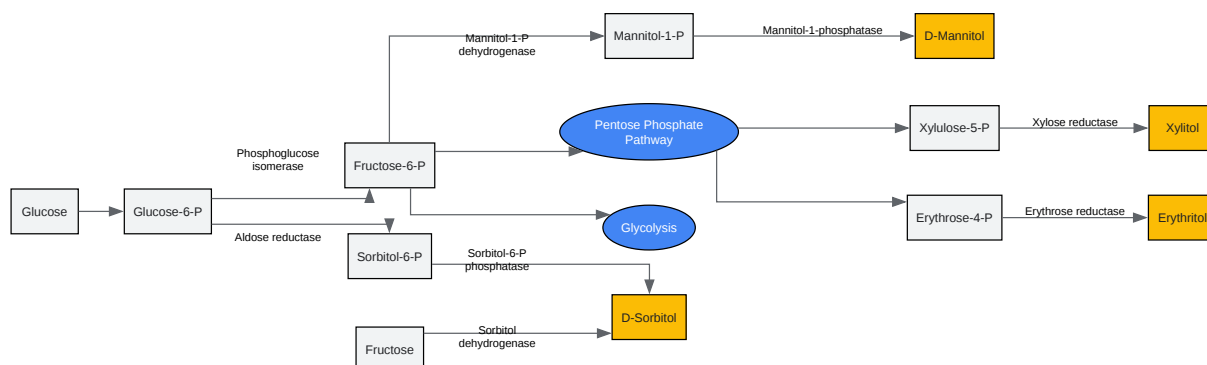 Mannitol-1-P
dehydrogenase
Mannitol-1-P
Mannitol-1-phosphatase
D-Mannitol
Pentose Phosphate
Pathway
Xylulose-5-P
Xylose reductase
Xylitol
Phosphoglucose
isomerase
Fructose-6-P
Glucose
Glucose-6-P
Erythrose-4-P
Erythrose reductase
Erythritol
Glycolysis
Aldose reductase
Sorbitol-6-P
Sorbitol-6-P
phosphatase
D-Sorbitol
Fructose
Sorbitol
dehydrogenase